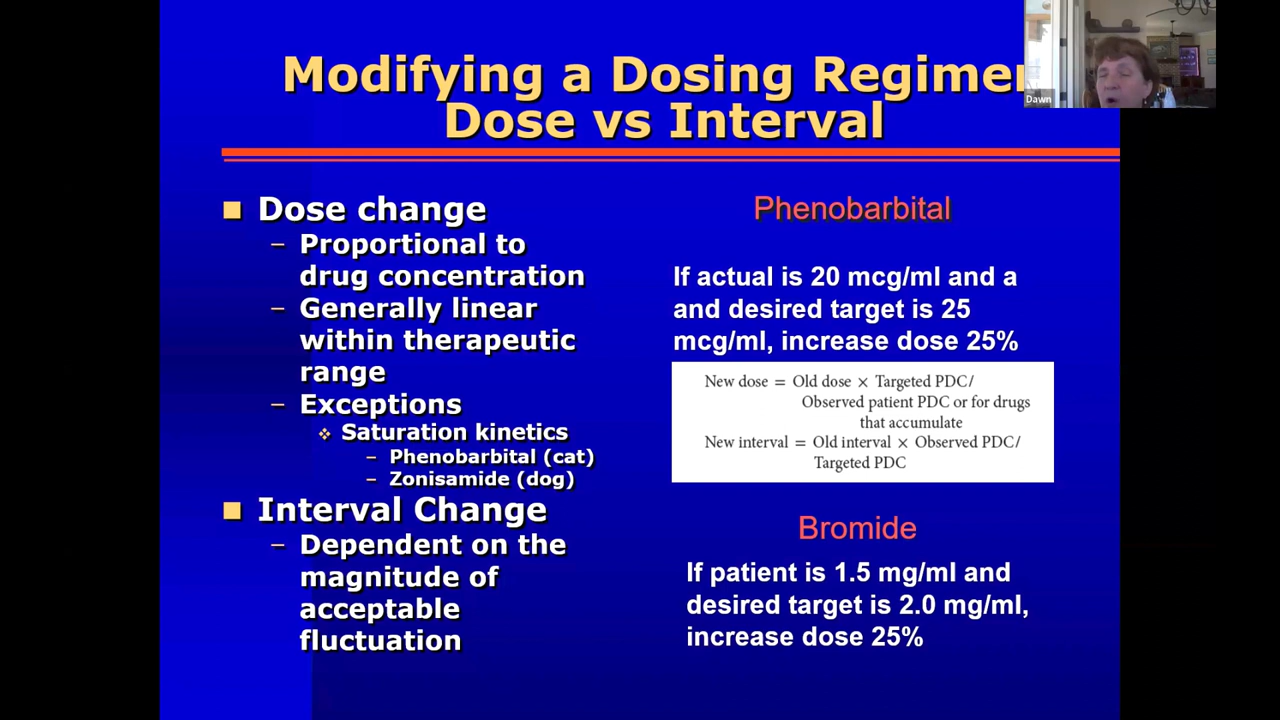 Modifying a Dosing Regimen
Dose vs Interval
Dawn
■ Dose change
– Proportional to
drug concentration
– Generally linear
within therapeutic
range
– Exceptions
❖ Saturation kinetics
– Phenobarbital (cat)
– Zonisamide (dog)
■ Interval Change
– Dependent on the
magnitude of
acceptable
fluctuation
Phenobarbital
If actual is 20 mcg/ml and a
and desired target is 25
mcg/ml, increase dose 25%
New dose = Old dose × Targeted PDC/
Observed patient PDC or for drugs
that accumulate
New interval = Old interval × Observed PDC/
Targeted PDC
Bromide
If patient is 1.5 mg/ml and
desired target is 2.0 mg/ml,
increase dose 25%